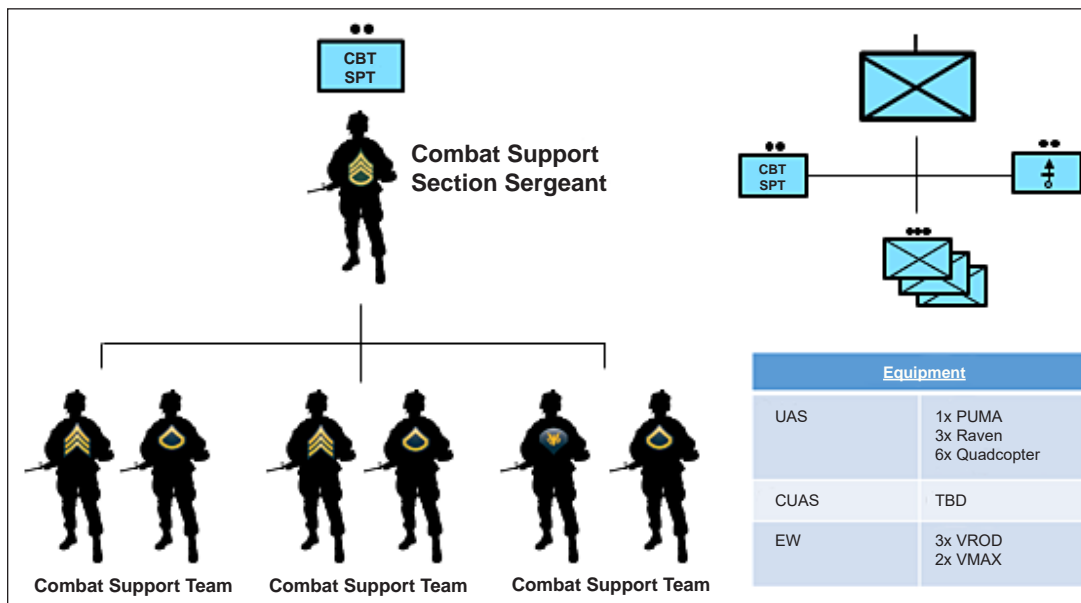 CBT
SPT
Combat Support
Section Sergeant
Combat Support Team
Combat Support Team
Combat Support Team
CBT
SPT
Equipment
UAS
1x PUMA
3x Raven
6x Quadcopter
CUAS
TBD
EW
3x VROD
2x VMAX